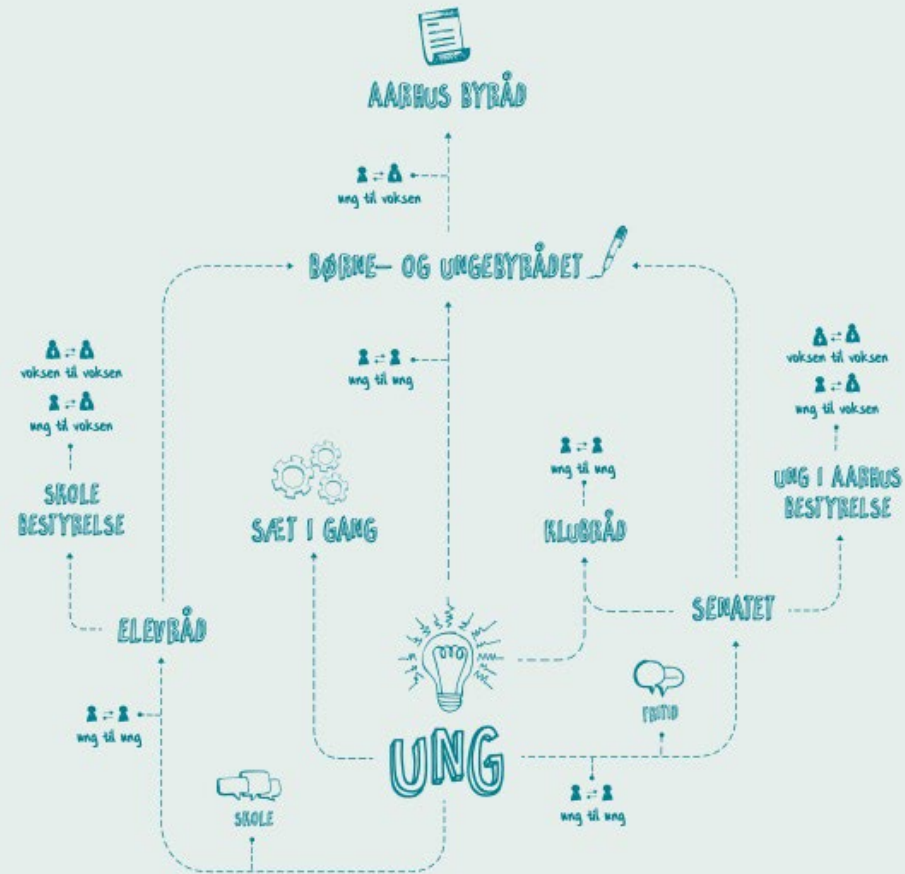 AARHUS BYRÅD
ung til voksen
BØRNE- OG UNGEBYRÅDET
ung til ung
voksen til voksen
ung til voksen
SKOLE
BESTYRELSE
SÆT I GANG
ung til ung
KLUBRÅD
voksen til voksen
ung til voksen
UNG I AARHUS
BESTYRELSE
ELEVRÅD
SENATET
ung til ung
FRITID
UNG
SKOLE
ung til ung